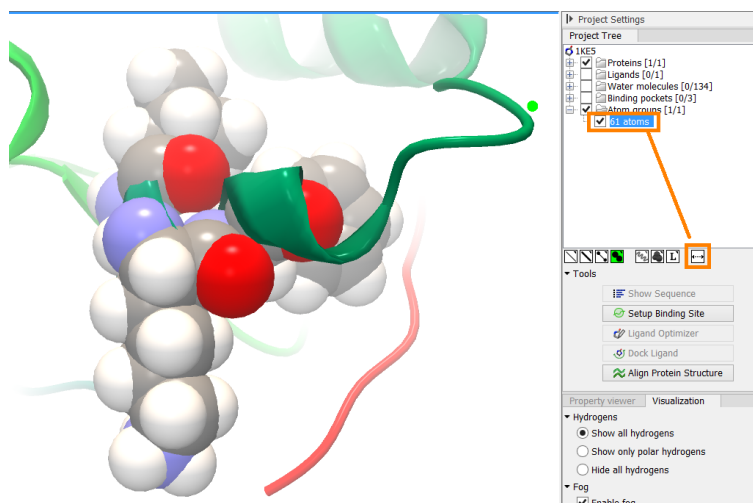 Project Settings
Project Tree
1KE5
Proteins [1/1]
Ligands [0/1]
Water molecules [0/134]
Binding pockets [0/3]
Atom groups [1/1]
61 atoms
L
Tools
Show Sequence
Setup Binding Site
Ligand Optimizer
Dock Ligand
Align Protein Structure
Property viewer Visualization
Hydrogens
Show all hydrogens
Show only polar hydrogens
Hide all hydrogens
Fog
Enable fog